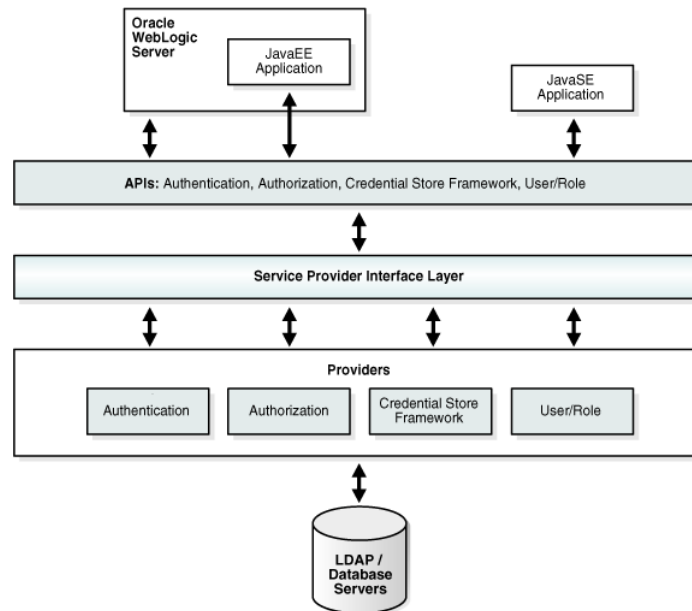 Oracle
WebLogic
Server
JavaEE
Application
JavaSE
Application
APIs: Authentication, Authorization, Credential Store Framework, User/Role
Service Provider Interface Layer
Providers
Authentication
Authorization
Credential Store
Framework
User/Role
LDAP /
Database
Servers